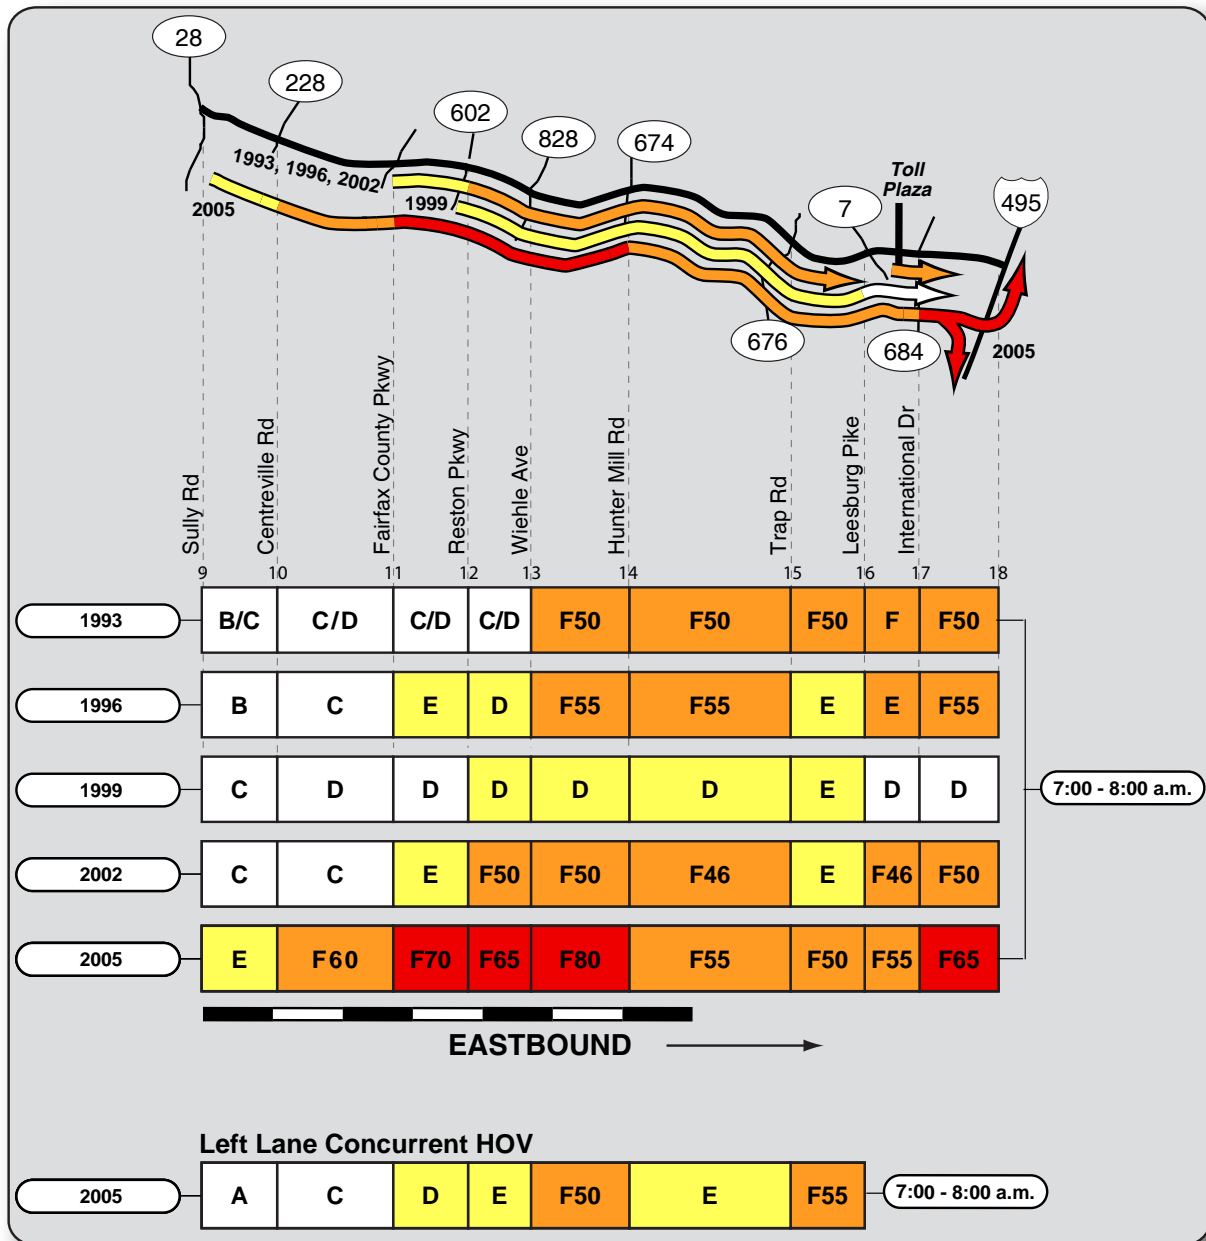 28
228
602
828
674
Toll
Plaza
7
495
1993, 1996, 2002
1999
2005
676
684
2005
Sully Rd
Centreville Rd
Fairfax County Pkwy
Reston Pkwy
Wiehle Ave
Hunter Mill Rd
Trap Rd
Leesburg Pike
International Dr
9 10 11 12 13 14 15 16 17 18
1993 B/C C/D C/D C/D F50 F50 F50 F F50
1996 B C E D F55 F55 E E F55
1999 C D D D D D E D D
7:00 - 8:00 a.m.
2002 C C E F50 F50 F46 E F46 F50
2005 E F60 F70 F65 F80 F55 F50 F55 F65
EASTBOUND
Left Lane Concurrent HOV
2005 A C D E F50 E F55
7:00 - 8:00 a.m.